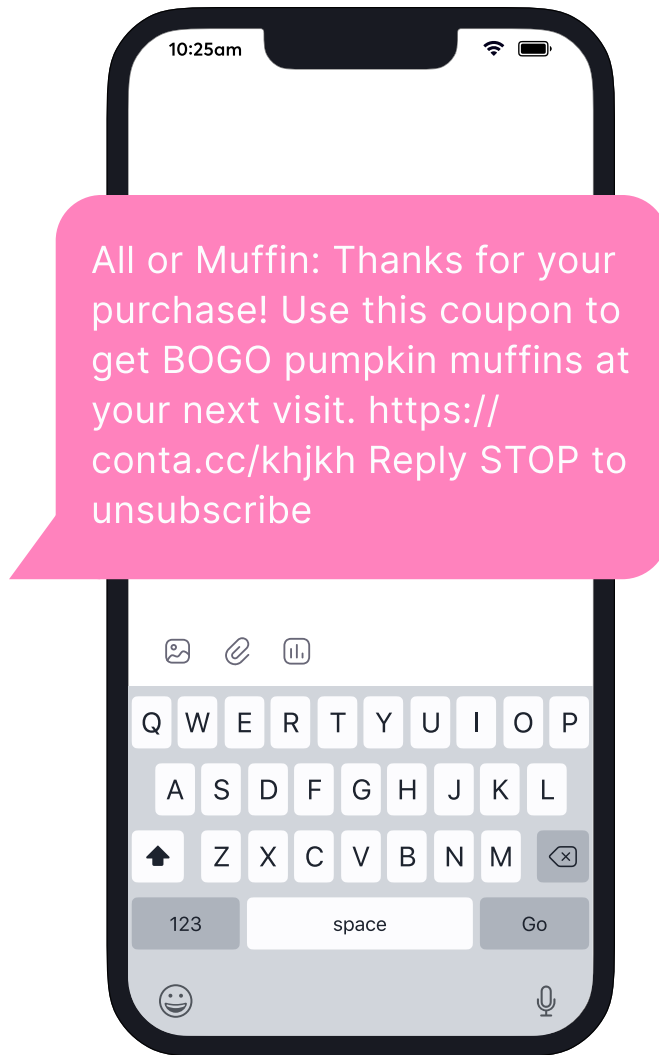 10:25am
All or Muffin: Thanks for your
purchase! Use this coupon to
get BOGO pumpkin muffins at
your next visit. https://
conta.cc/khjkh Reply STOP to
unsubscribe
Q W E R T Y U I O P
A S D F G H J K L
Z X C V B N M
123 space Go